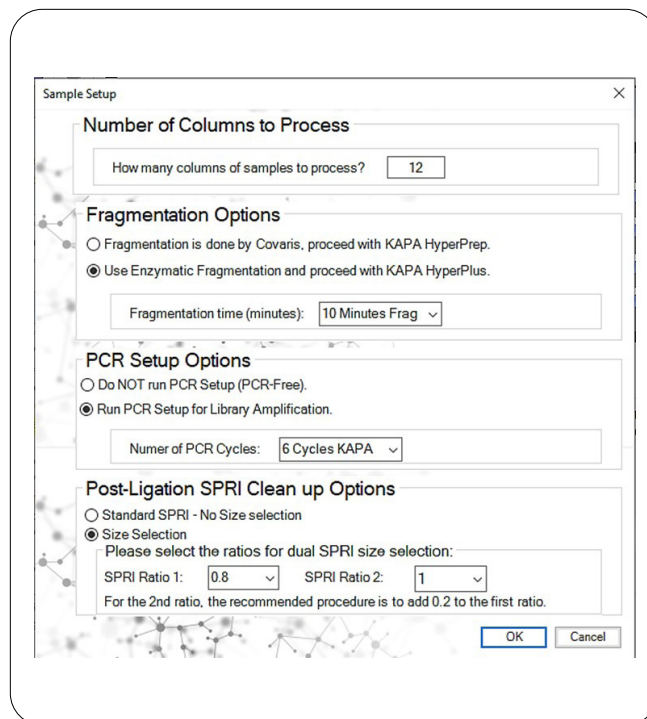 Sample Setup
Number of Columns to Process
How many columns of samples to process? 12
Fragmentation Options
Fragmentation is done by Covaris, proceed with KAPA HyperPrep.
Use Enzymatic Fragmentation and proceed with KAPA HyperPlus.
Fragmentation time (minutes): 10 Minutes Frag
PCR Setup Options
Do NOT run PCR Setup (PCR-Free).
Run PCR Setup for Library Amplification.
Numer of PCR Cycles: 6 Cycles KAPA
Post-Ligation SPRI Clean up Options
Standard SPRI - No Size selection
Size Selection
Please select the ratios for dual SPRI size selection:
SPRI Ratio 1: 0.8 SPRI Ratio 2: 1
For the 2nd ratio, the recommended procedure is to add 0.2 to the first ratio.
OK Cancel